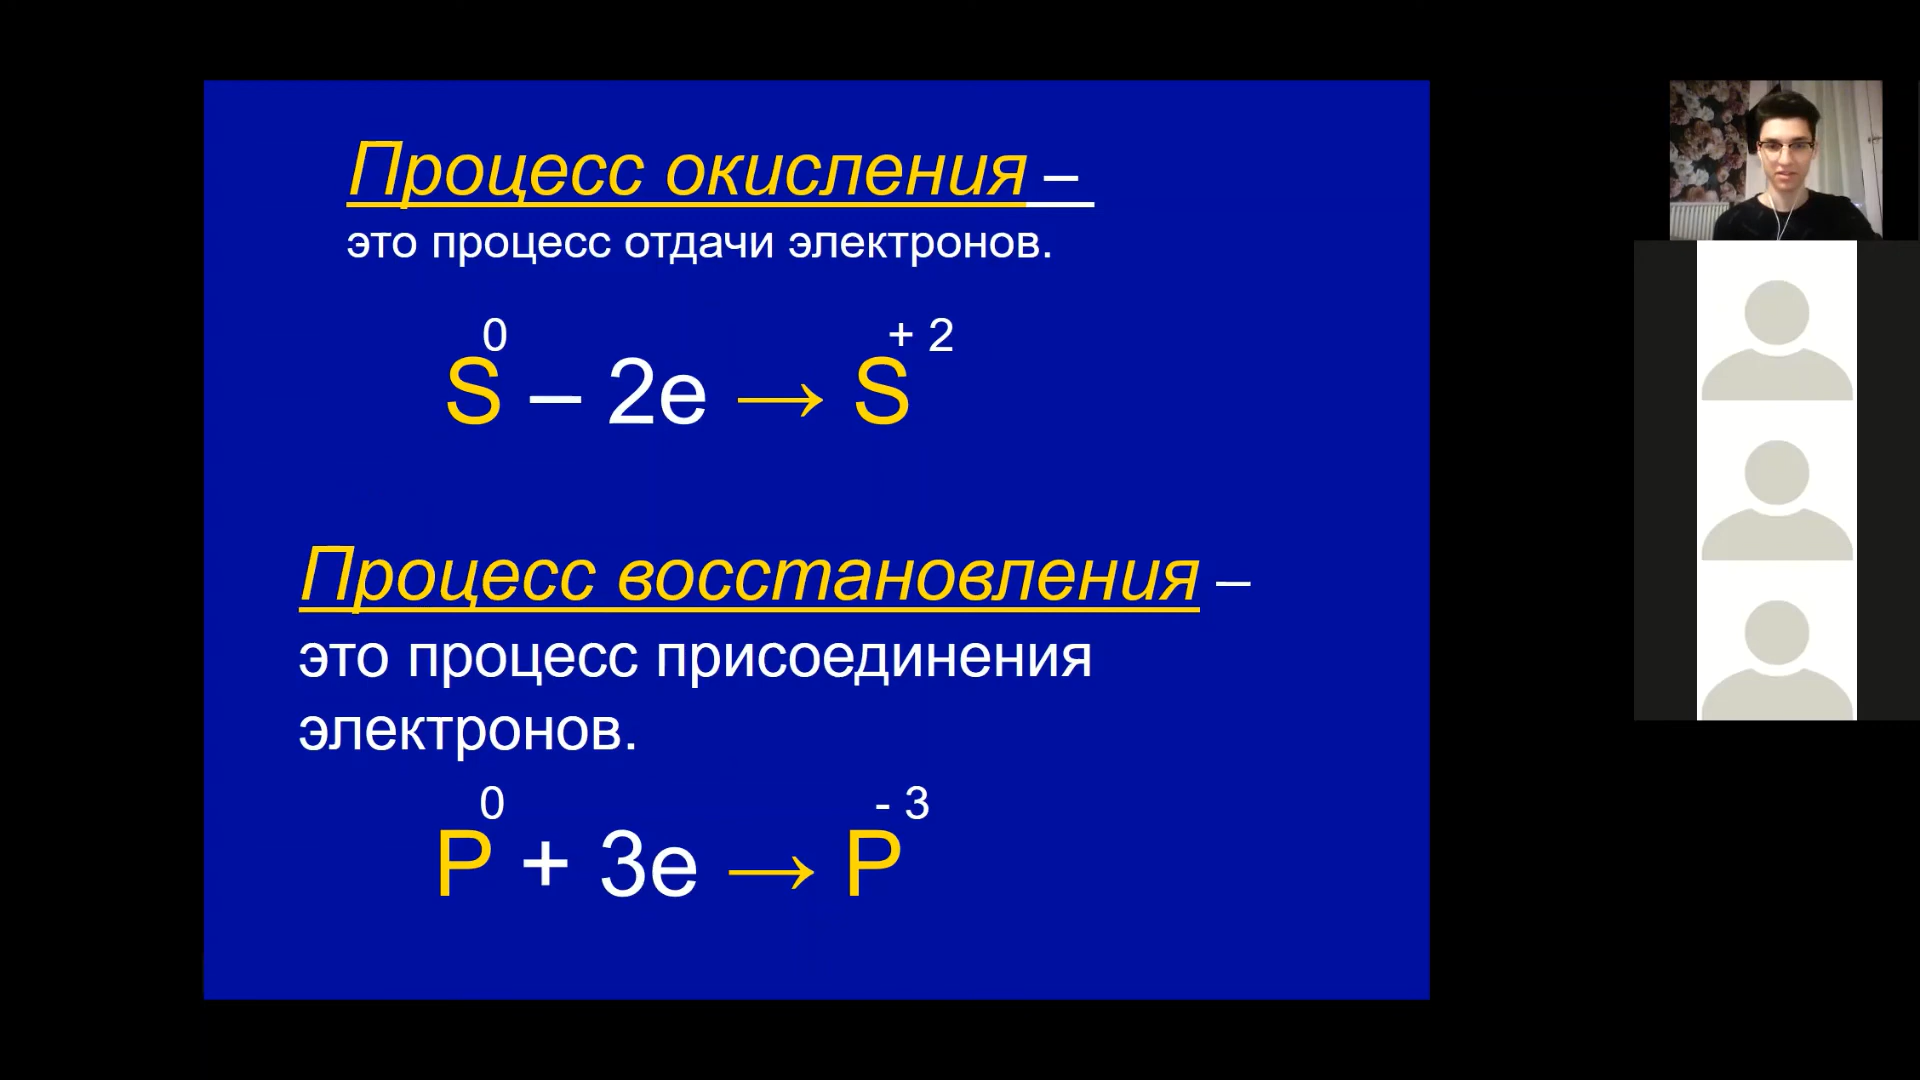 Процесс окисления –
это процесс отдачи электронов.
0 + 2
S – 2e → S
Процесс восстановления –
это процесс присоединения
электронов.
0 - 3
P + 3e → P